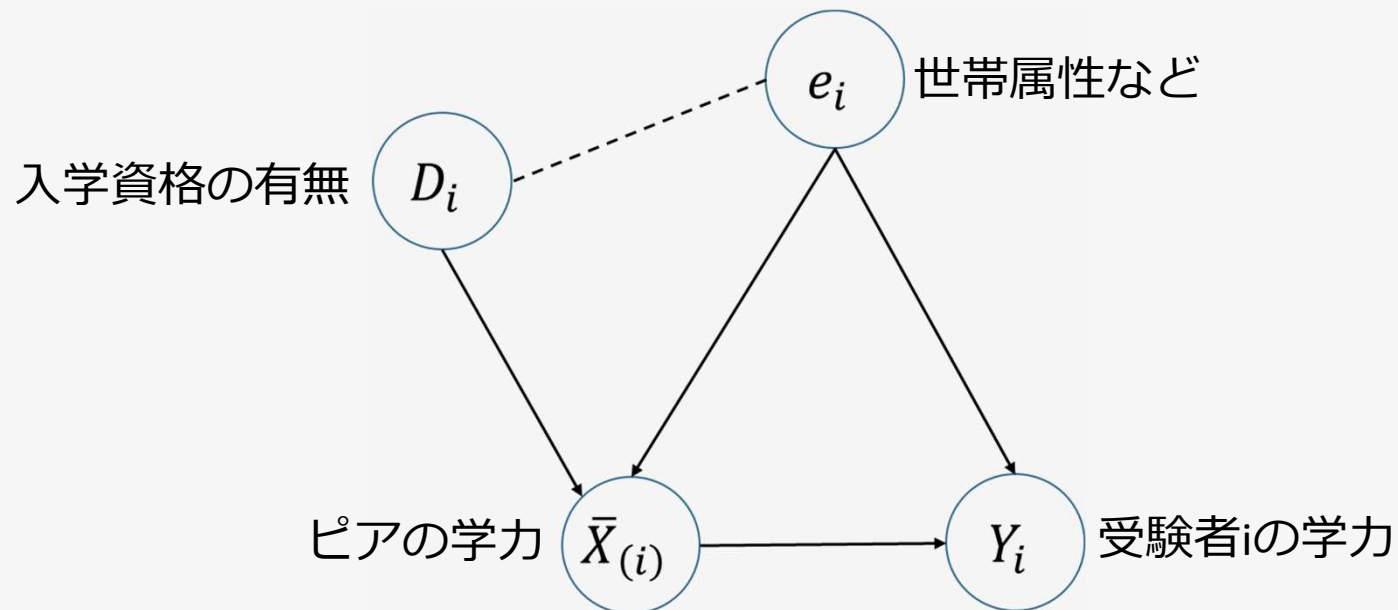 $e_i$ 世帯属性など
入学資格の有無 $D_i$
ピアの学力 $\bar{X}_{(i)}$
$Y_i$ 受験者iの学力